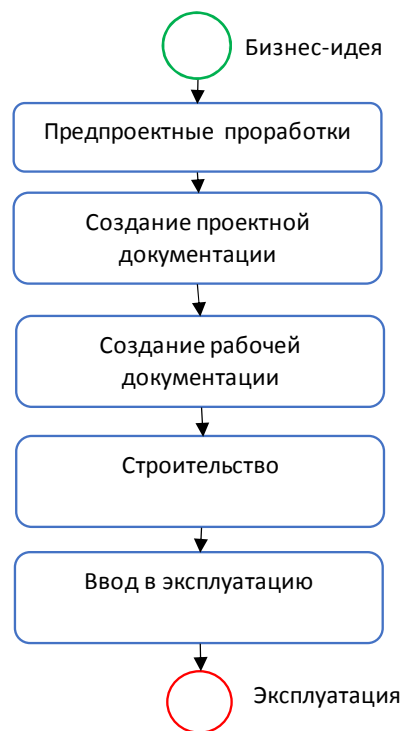 Бизнес-идея
Предпроектные проработки
Создание проектной
документации
Создание рабочей
документации
Строительство
Ввод в эксплуатацию
Эксплуатация